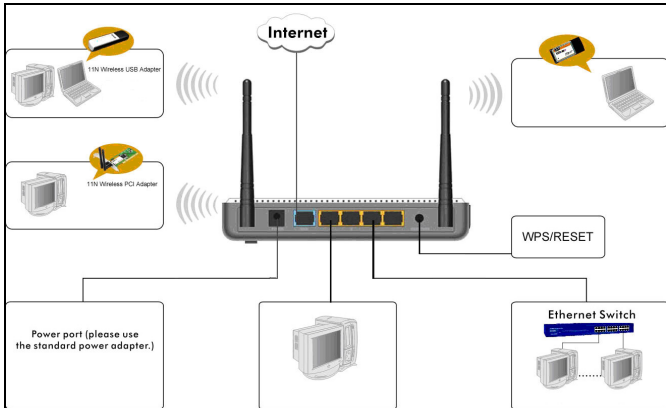 Internet
11N Wireless USB Adapter
11N Wireless PCI Adapter
WPS/RESET
Power port (please use
the standard power adapter.)
Ethernet Switch